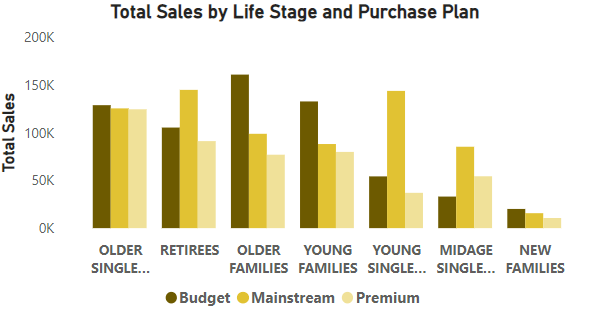 Total Sales by Life Stage and Purchase Plan
Total Sales
200K
150K
100K
50K
0K
OLDER SINGLE...
RETIREES
OLDER FAMILIES
YOUNG FAMILIES
YOUNG SINGLE...
MIDAGE SINGLE...
NEW FAMILIES
Budget Mainstream Premium